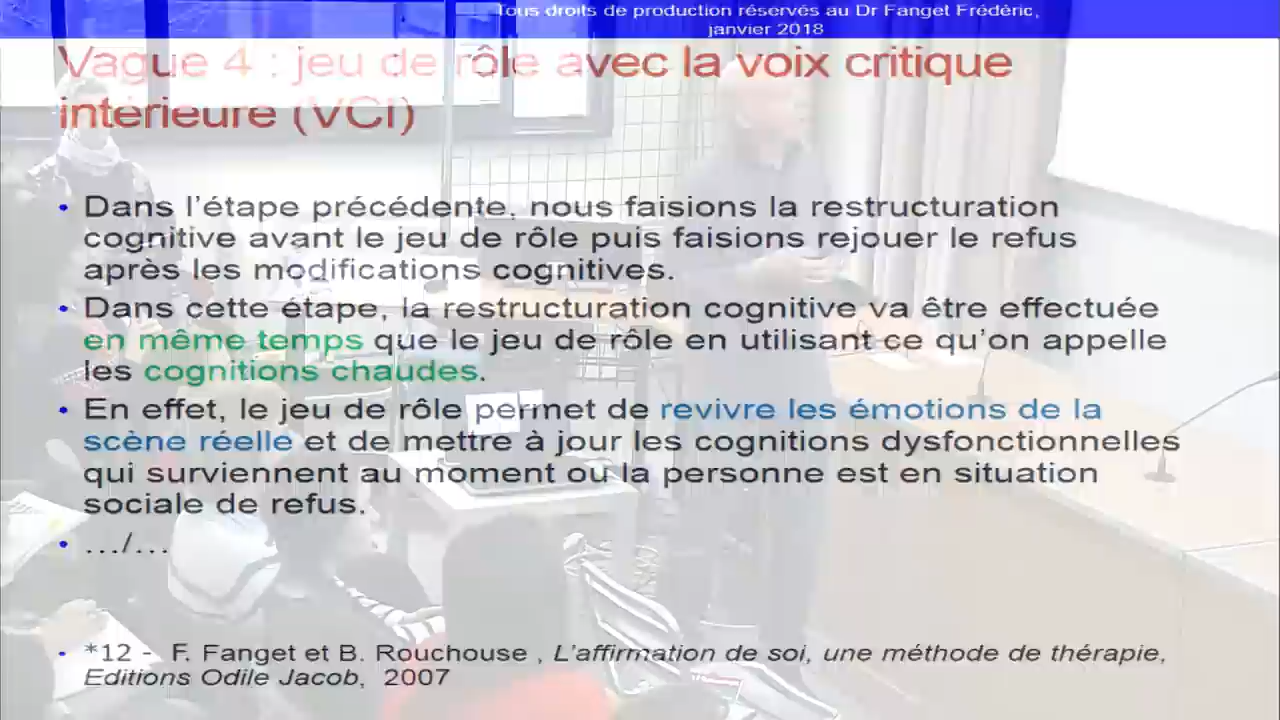 Tous droits de production réservés au Dr Fanget Frédéric,
janvier 2018
Vague 4 : jeu de rôle avec la voix critique
intérieure (VCI)
• Dans l'étape précédente, nous faisions la restructuration
cognitive avant le jeu de rôle puis faisions rejouer le refus
après les modifications cognitives.
• Dans cette étape, la restructuration cognitive va être effectuée
en même temps que le jeu de rôle en utilisant ce qu'on appelle
les cognitions chaudes.
• En effet, le jeu de rôle permet de revivre les émotions de la
scène réelle et de mettre à jour les cognitions dysfonctionnelles
qui surviennent au moment ou la personne est en situation
sociale de refus.
• .../...
• *12 - F. Fanget et B. Rouchouse , L'affirmation de soi, une méthode de thérapie,
Editions Odile Jacob, 2007